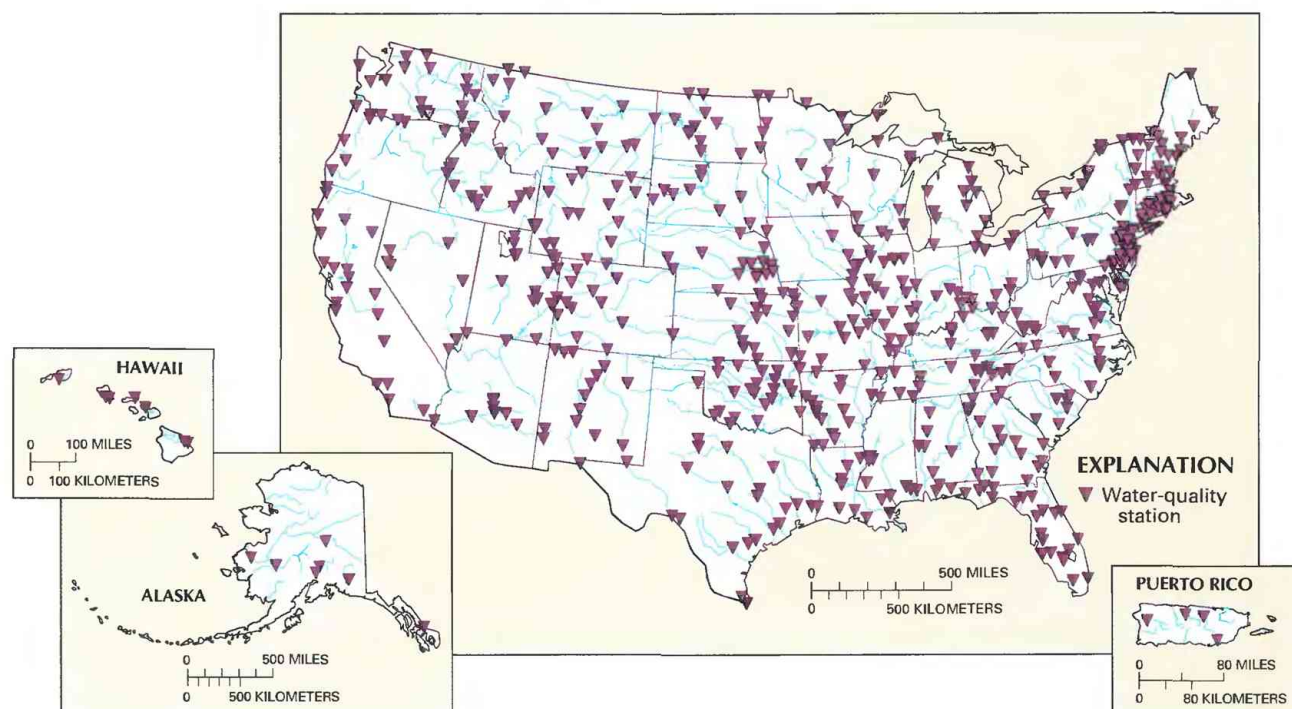 HAWAII
0 100 MILES
0 100 KILOMETERS
ALASKA
0 500 MILES
0 500 KILOMETERS
EXPLANATION
Water-quality
station
0 500 MILES
0 500 KILOMETERS
PUERTO RICO
0 80 MILES
0 80 KILOMETERS